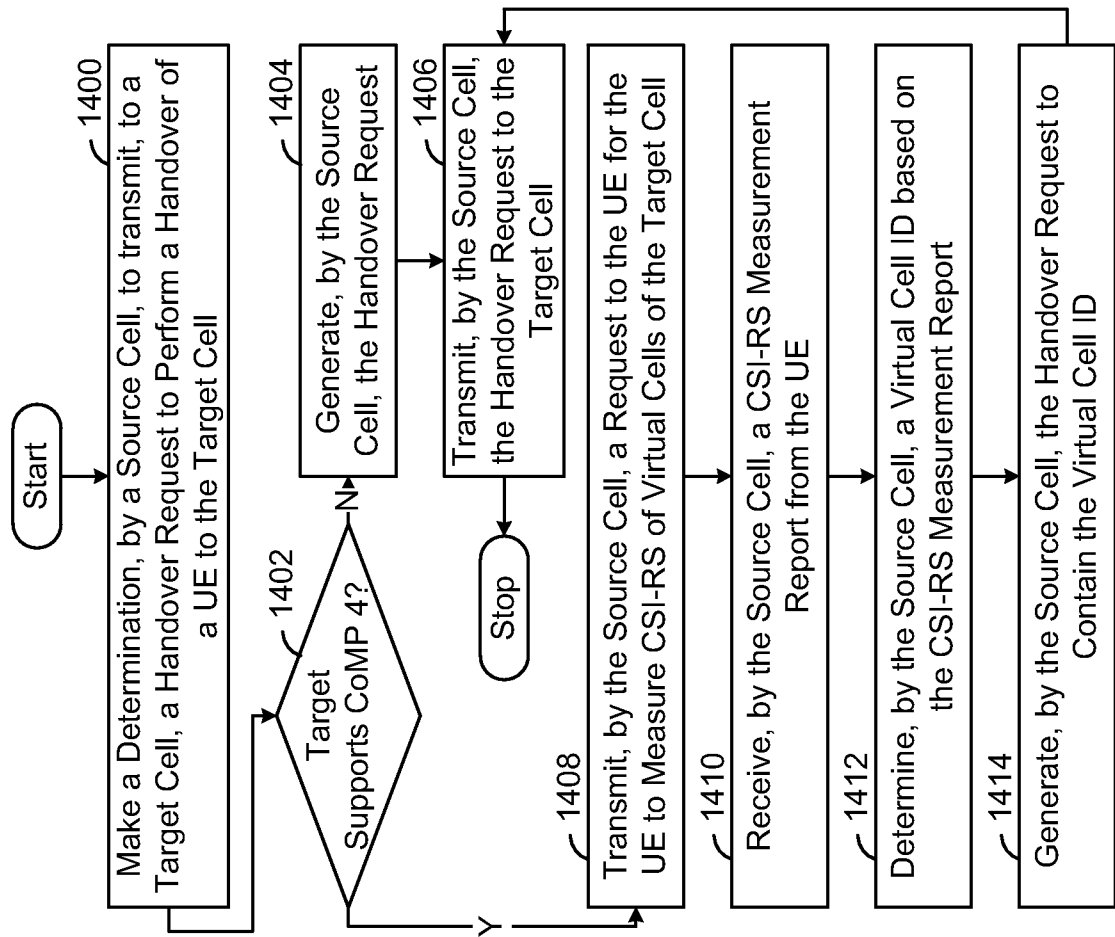 Start
1400
Make a Determination, by a Source Cell, to transmit, to a
Target Cell, a Handover Request to Perform a Handover of
a UE to the Target Cell
1402
Target
Supports CoMP 4?
N
Y
1404
Generate, by the Source
Cell, the Handover Request
1406
Transmit, by the Source Cell,
the Handover Request to the
Target Cell
Stop
1408
Transmit, by the Source Cell, a Request to the UE for the
UE to Measure CSI-RS of Virtual Cells of the Target Cell
1410
Receive, by the Source Cell, a CSI-RS Measurement
Report from the UE
1412
Determine, by the Source Cell, a Virtual Cell ID based on
the CSI-RS Measurement Report
1414
Generate, by the Source Cell, the Handover Request to
Contain the Virtual Cell ID